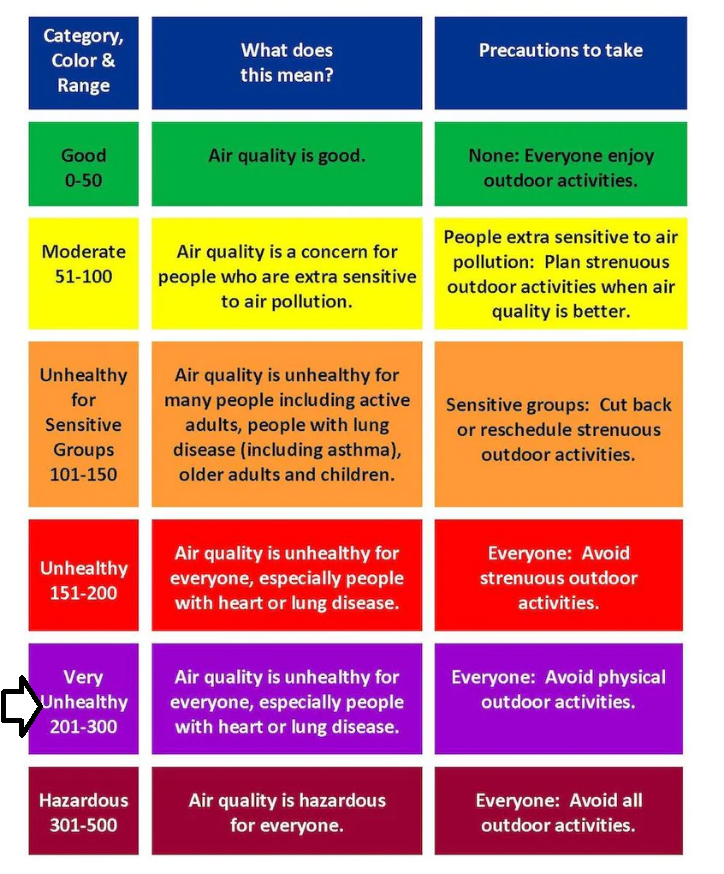 Category,
Color &
Range
What does
this mean?
Precautions to take
Good
0-50
Air quality is good.
None: Everyone enjoy
outdoor activities.
Moderate
51-100
Air quality is a concern for
people who are extra sensitive
to air pollution.
People extra sensitive to air
pollution: Plan strenuous
outdoor activities when air
quality is better.
Unhealthy
for
Sensitive
Groups
101-150
Air quality is unhealthy for
many people including active
adults, people with lung
disease (including asthma),
older adults and children.
Sensitive groups: Cut back
or reschedule strenuous
outdoor activities.
Unhealthy
151-200
Air quality is unhealthy for
everyone, especially people
with heart or lung disease.
Everyone: Avoid
strenuous outdoor
activities.
Very
Unhealthy
201-300
Air quality is unhealthy for
everyone, especially people
with heart or lung disease.
Everyone: Avoid physical
outdoor activities.
Hazardous
301-500
Air quality is hazardous
for everyone.
Everyone: Avoid all
outdoor activities.